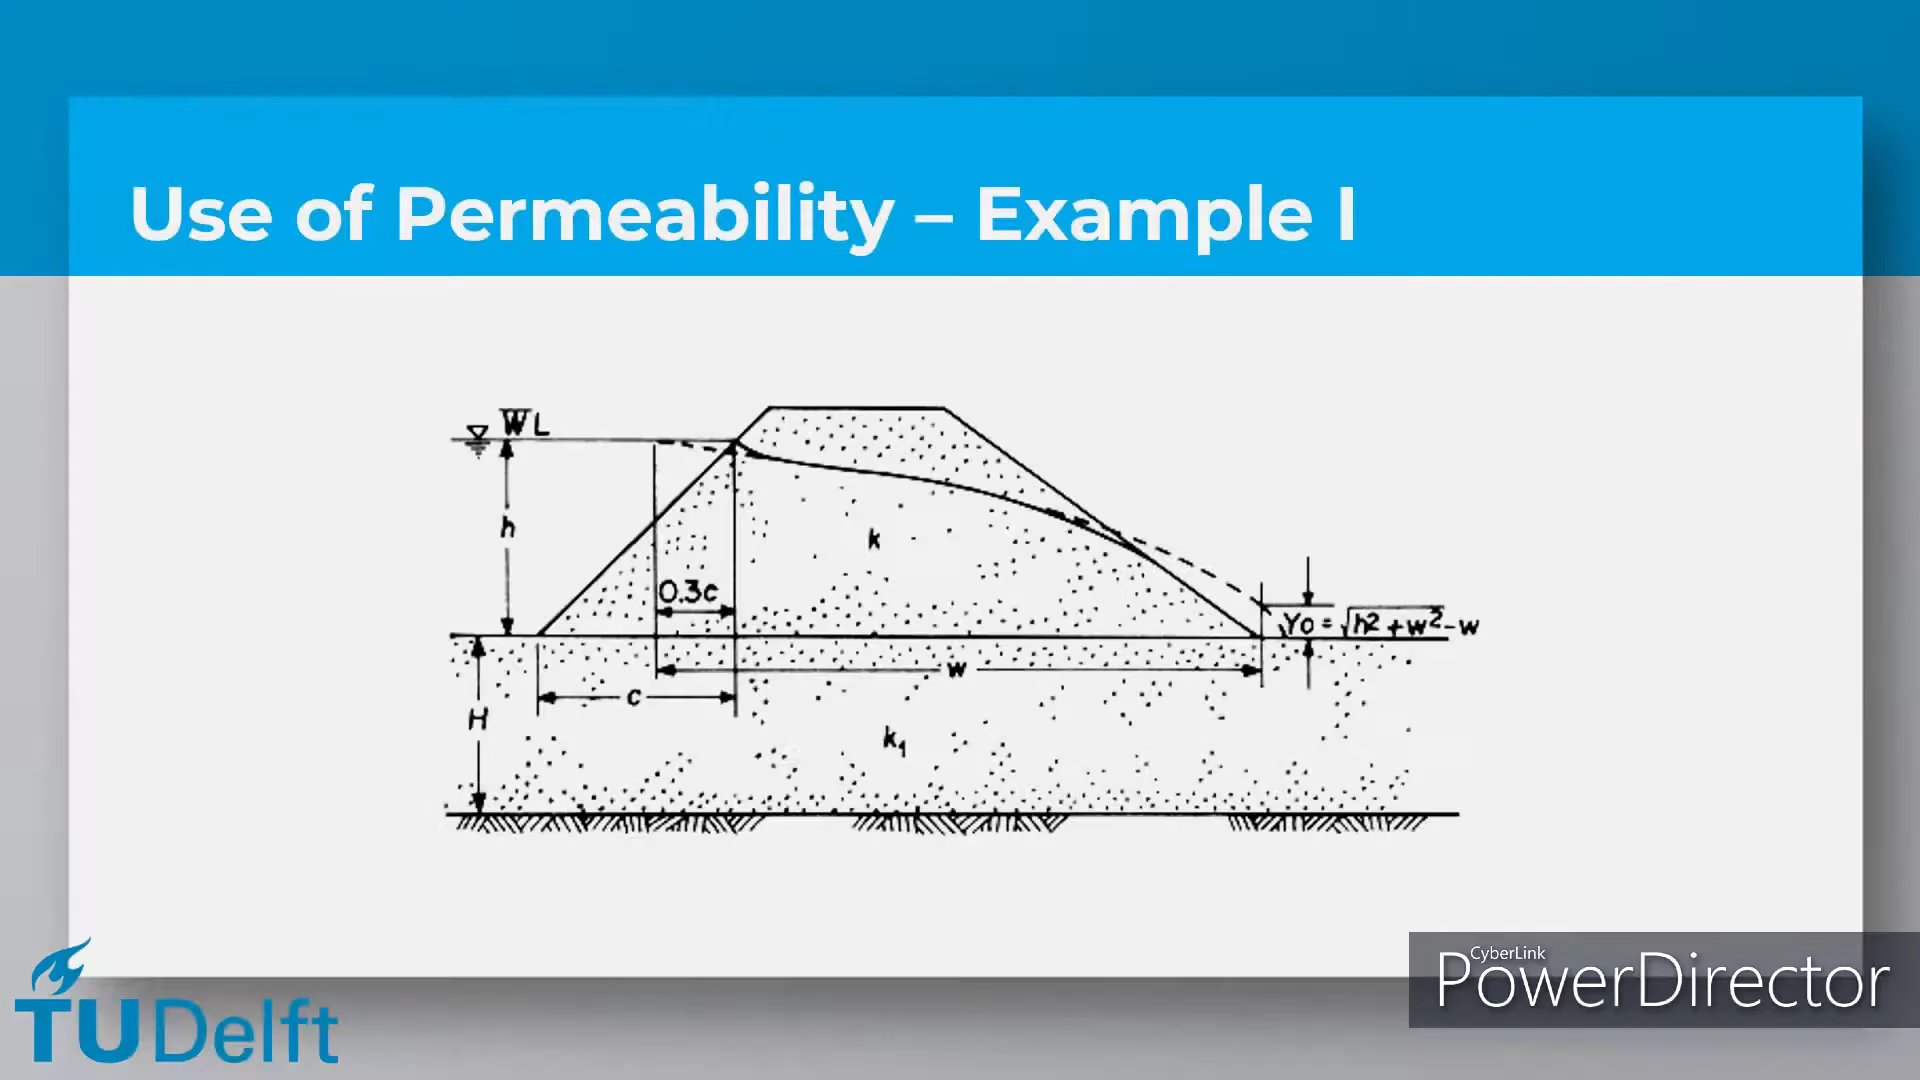 Use of Permeability – Example I
WL
h
k
0.3c
Yo = √h2 + w2 - w
w
c
H
k1
TUDelft
CyberLink
PowerDirector